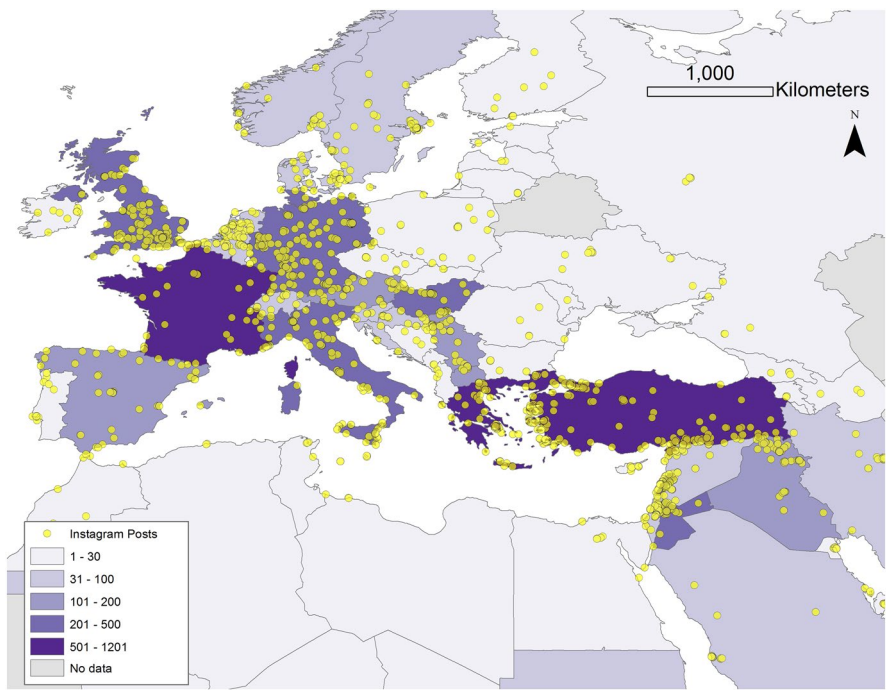 1,000
Kilometers
N
Instagram Posts
1 - 30
31 - 100
101 - 200
201 - 500
501 - 1201
No data